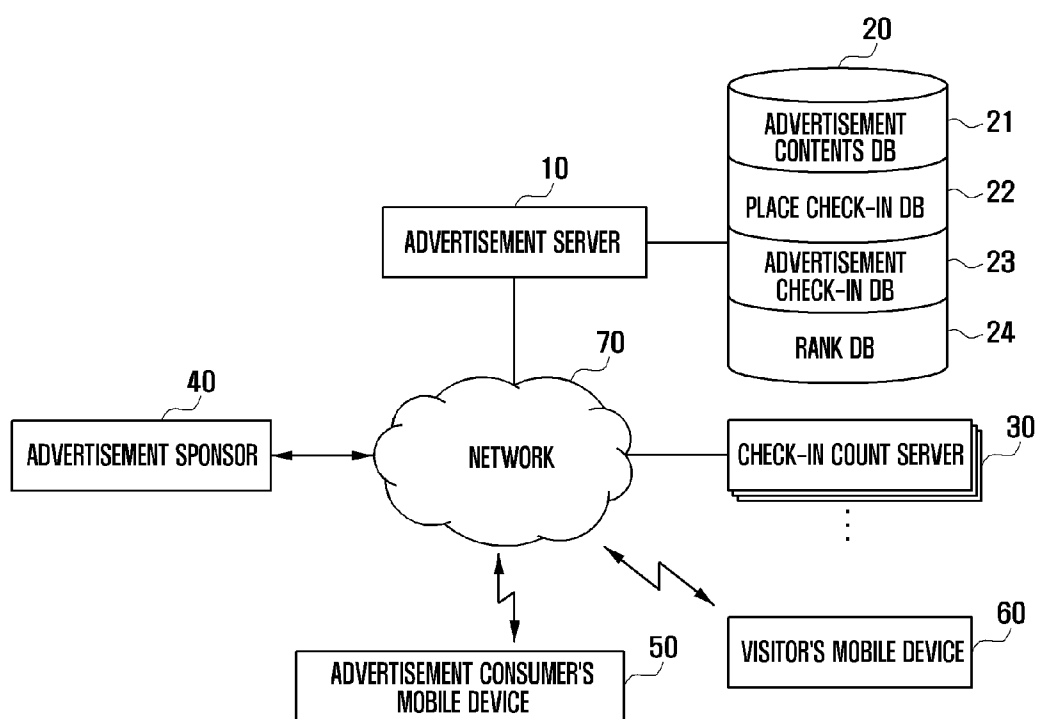 20
ADVERTISEMENT
CONTENTS DB
21
10
PLACE CHECK-IN DB
22
ADVERTISEMENT SERVER
ADVERTISEMENT
CHECK-IN DB
23
RANK DB
24
70
40
ADVERTISEMENT SPONSOR
NETWORK
CHECK-IN COUNT SERVER
30
60
VISITOR'S MOBILE DEVICE
50
ADVERTISEMENT CONSUMER'S
MOBILE DEVICE